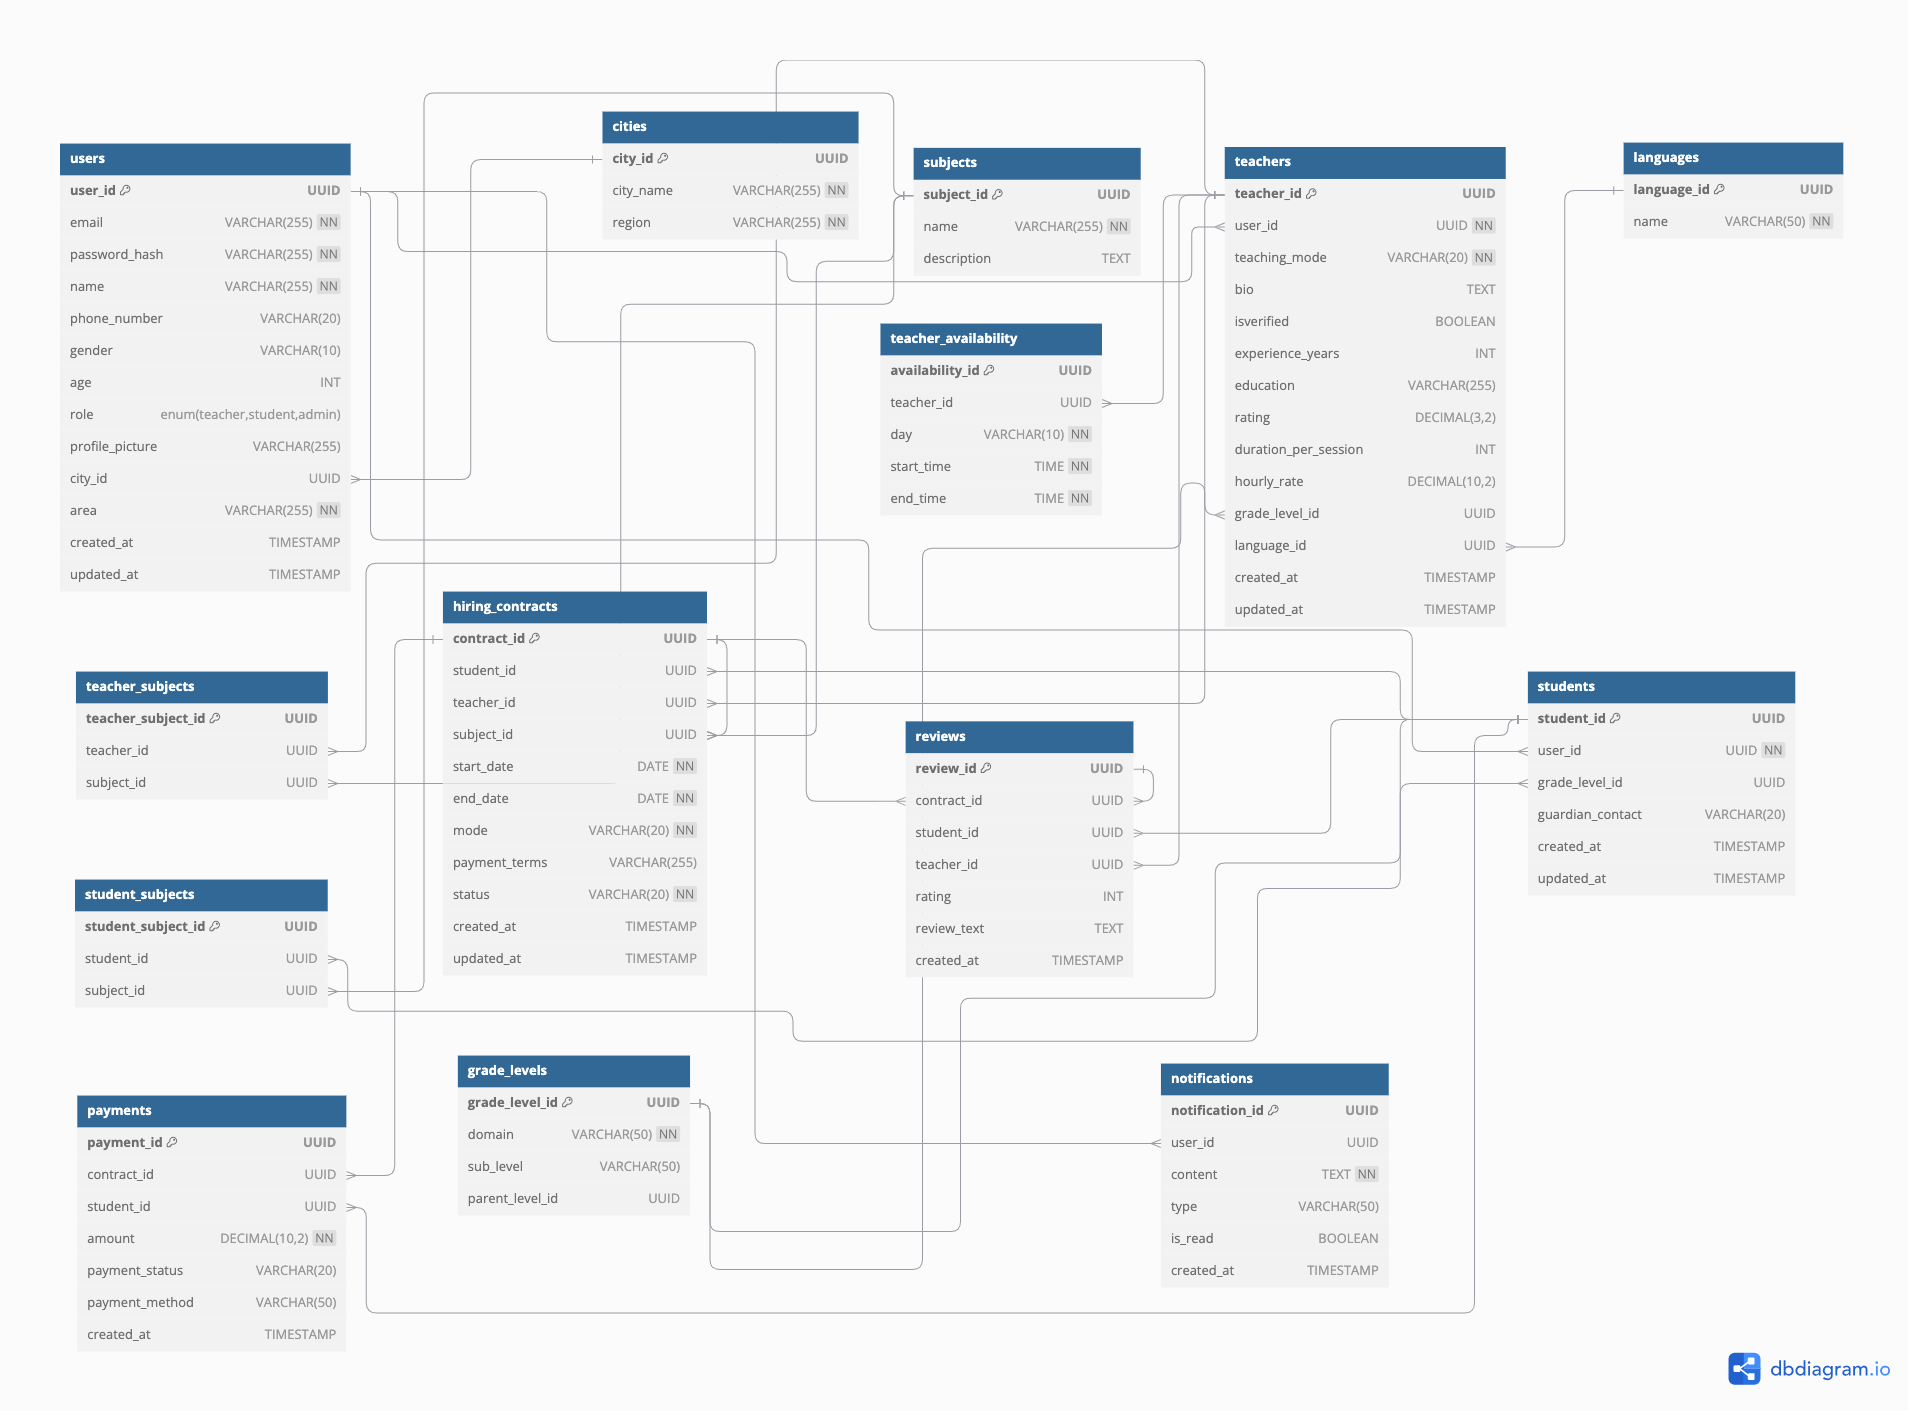 users
user_id UUID
email VARCHAR(255) NN
password_hash VARCHAR(255) NN
name VARCHAR(255) NN
phone_number VARCHAR(20)
gender VARCHAR(10)
age INT
role enum(teacher,student,admin)
profile_picture VARCHAR(255)
city_id UUID
area VARCHAR(255) NN
created_at TIMESTAMP
updated_at TIMESTAMP
cities
city_id UUID
city_name VARCHAR(255) NN
region VARCHAR(255) NN
subjects
subject_id UUID
name VARCHAR(255) NN
description TEXT
teachers
teacher_id UUID
user_id UUID NN
teaching_mode VARCHAR(20) NN
bio TEXT
isverified BOOLEAN
experience_years INT
education VARCHAR(255)
rating DECIMAL(3,2)
duration_per_session INT
hourly_rate DECIMAL(10,2)
grade_level_id UUID
language_id UUID
created_at TIMESTAMP
updated_at TIMESTAMP
languages
language_id UUID
name VARCHAR(50) NN
teacher_availability
availability_id UUID
teacher_id UUID
day VARCHAR(10) NN
start_time TIME NN
end_time TIME NN
hiring_contracts
contract_id UUID
student_id UUID
teacher_id UUID
subject_id UUID
start_date DATE NN
end_date DATE NN
mode VARCHAR(20) NN
payment_terms VARCHAR(255)
status VARCHAR(20) NN
created_at TIMESTAMP
updated_at TIMESTAMP
teacher_subjects
teacher_subject_id UUID
teacher_id UUID
subject_id UUID
students
student_id UUID
user_id UUID NN
grade_level_id UUID
guardian_contact VARCHAR(20)
created_at TIMESTAMP
updated_at TIMESTAMP
reviews
review_id UUID
contract_id UUID
student_id UUID
teacher_id UUID
rating INT
review_text TEXT
created_at TIMESTAMP
student_subjects
student_subject_id UUID
student_id UUID
subject_id UUID
grade_levels
grade_level_id UUID
domain VARCHAR(50) NN
sub_level VARCHAR(50)
parent_level_id UUID
notifications
notification_id UUID
user_id UUID
content TEXT NN
type VARCHAR(50)
is_read BOOLEAN
created_at TIMESTAMP
payments
payment_id UUID
contract_id UUID
student_id UUID
amount DECIMAL(10,2) NN
payment_status VARCHAR(20)
payment_method VARCHAR(50)
created_at TIMESTAMP
dbdiagram.io